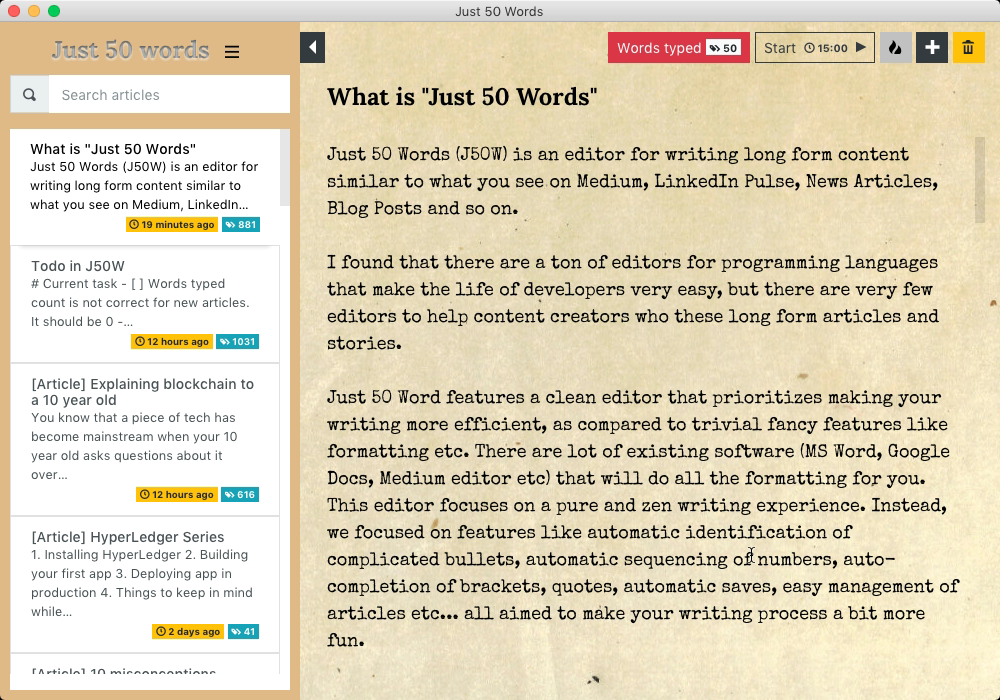 Just 50 Words
Just 50 words
Search articles
What is "Just 50 Words"
Just 50 Words (J50W) is an editor for
writing long form content similar to
what you see on Medium, LinkedIn...
19 minutes ago 881
Todo in J50W
# Current task - [ ] Words typed
count is not correct for new articles.
It should be 0 -...
12 hours ago 1031
[Article] Explaining blockchain to
a 10 year old
You know that a piece of tech has
become mainstream when your 10
year old asks questions about it
over...
12 hours ago 616
[Article] HyperLedger Series
1. Installing HyperLedger 2. Building
your first app 3. Deploying app in
production 4. Things to keep in mind
while...
2 days ago 41
[Article] 10 misconceptions
Words typed 50 Start 15:00
What is "Just 50 Words"
Just 50 Words (J50W) is an editor for writing long form content
similar to what you see on Medium, LinkedIn Pulse, News Articles,
Blog Posts and so on.
I found that there are a ton of editors for programming languages
that make the life of developers very easy, but there are very few
editors to help content creators who these long form articles and
stories.
Just 50 Word features a clean editor that prioritizes making your
writing more efficient, as compared to trivial fancy features like
formatting etc. There are lot of existing software (MS Word, Google
Docs, Medium editor etc) that will do all the formatting for you.
This editor focuses on a pure and zen writing experience. Instead,
we focused on features like automatic identification of
complicated bullets, automatic sequencing of numbers, auto-
completion of brackets, quotes, automatic saves, easy management of
articles etc... all aimed to make your writing process a bit more
fun.